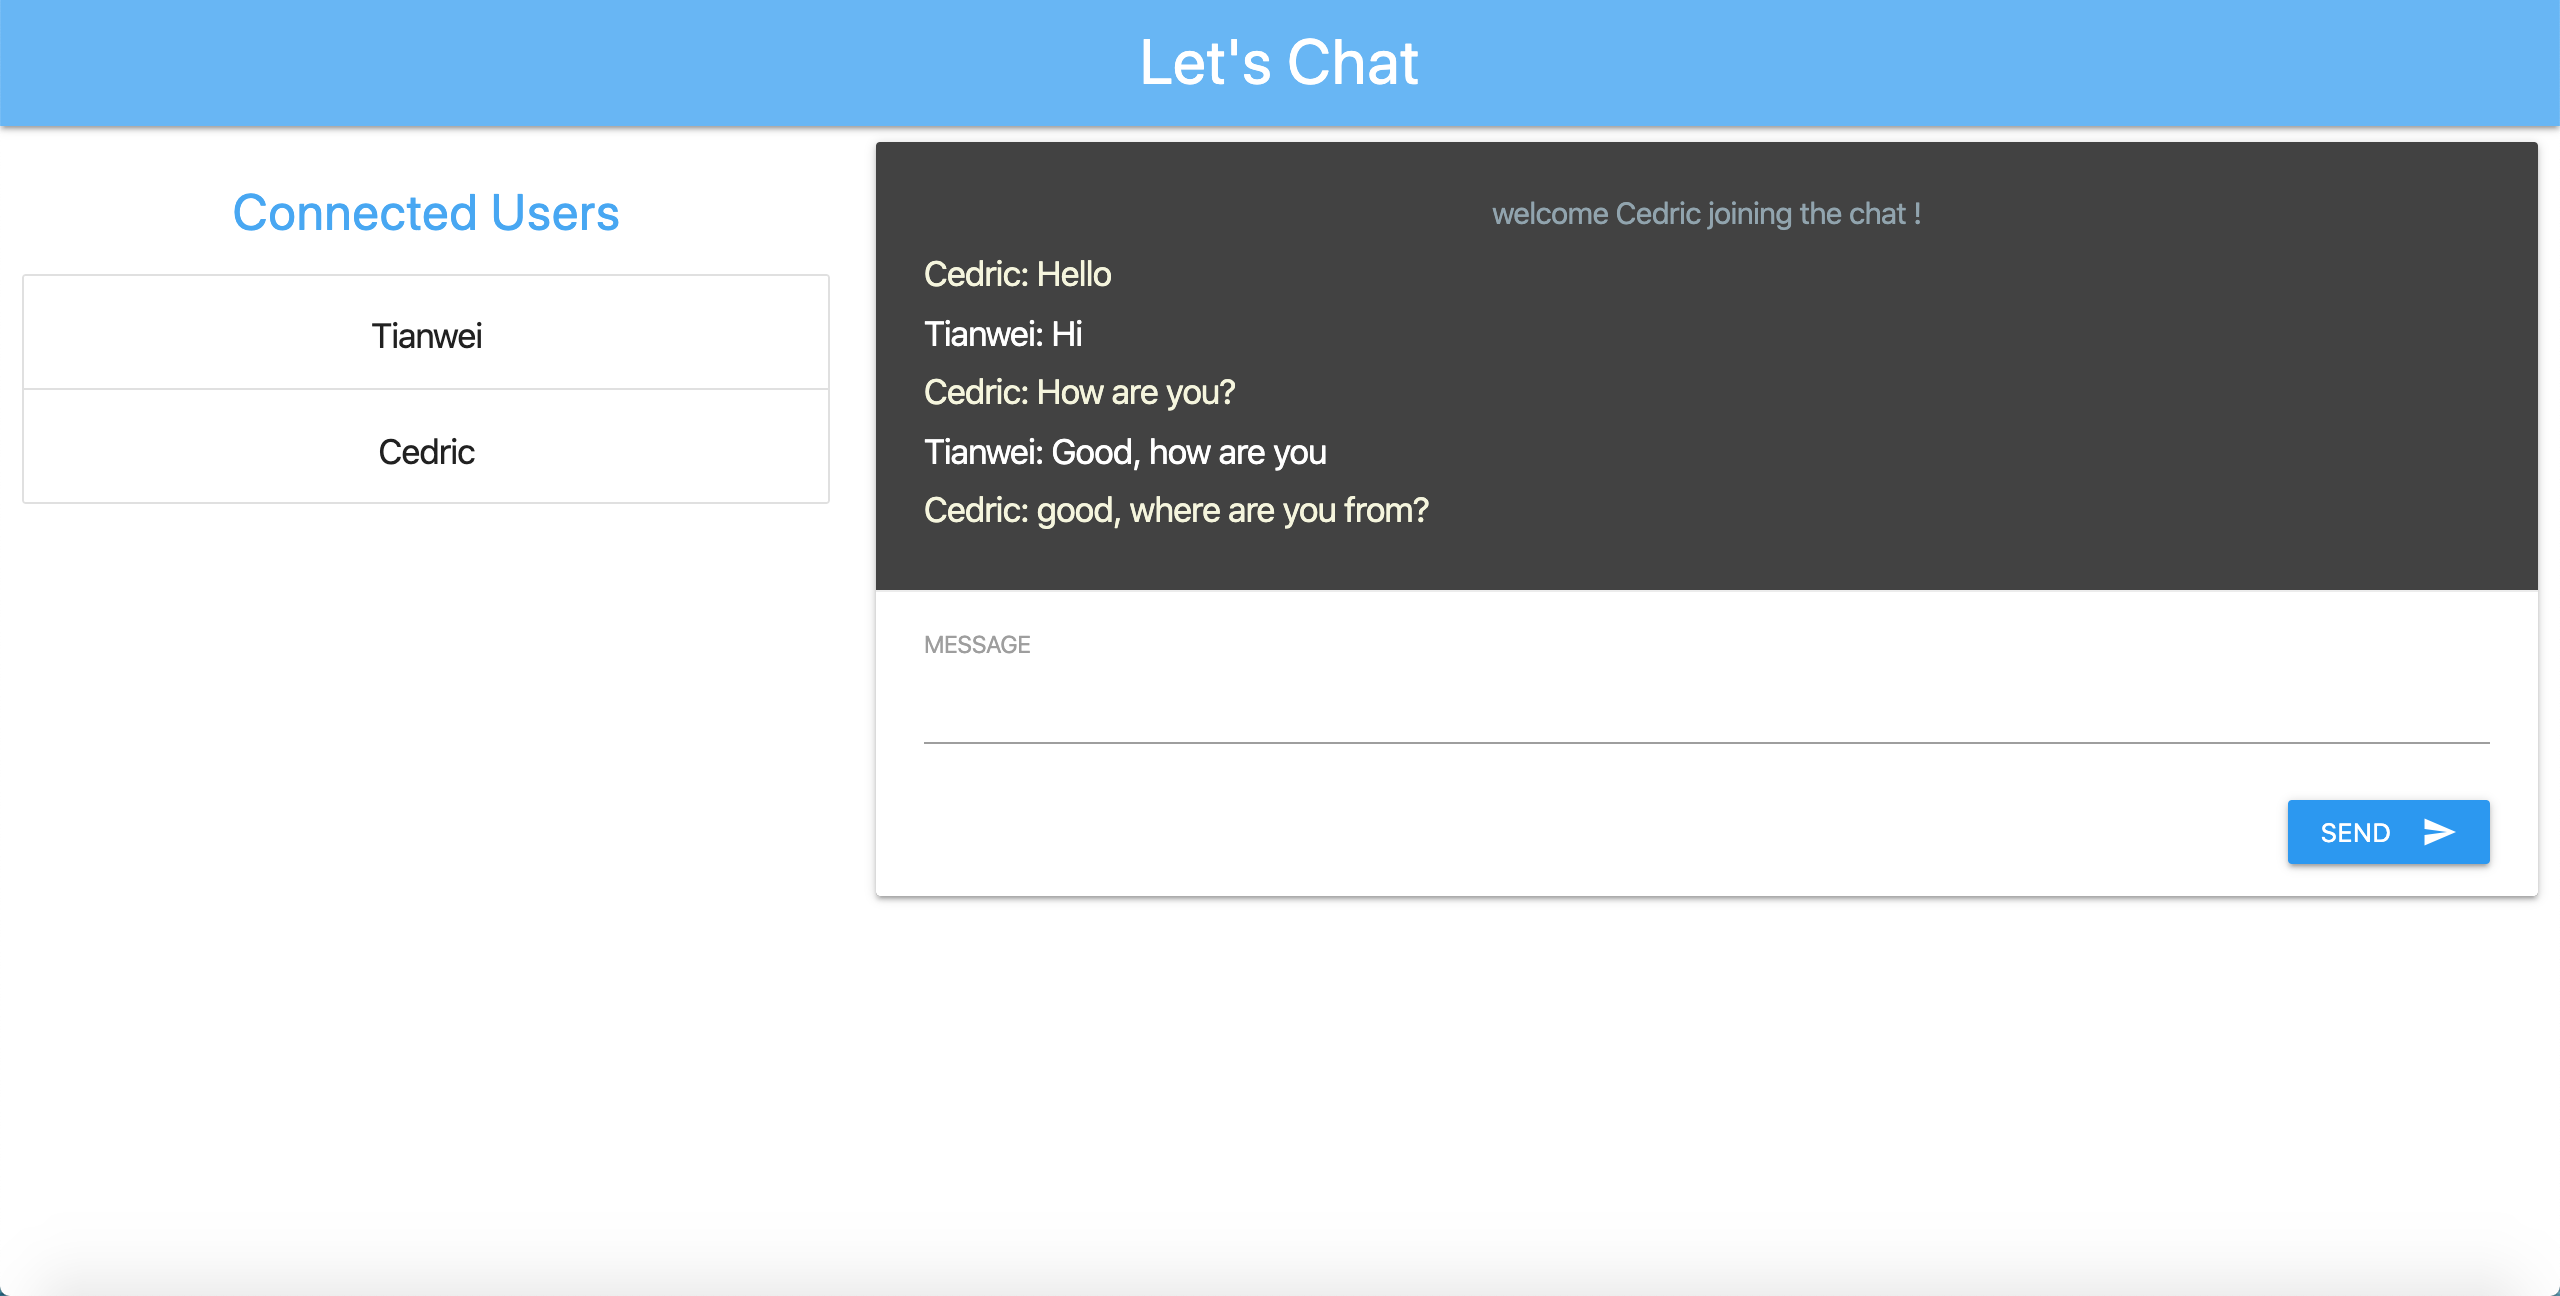 Let's Chat
Connected Users
Tianwei
Cedric
welcome Cedric joining the chat !
Cedric: Hello
Tianwei: Hi
Cedric: How are you?
Tianwei: Good, how are you
Cedric: good, where are you from?
MESSAGE
SEND